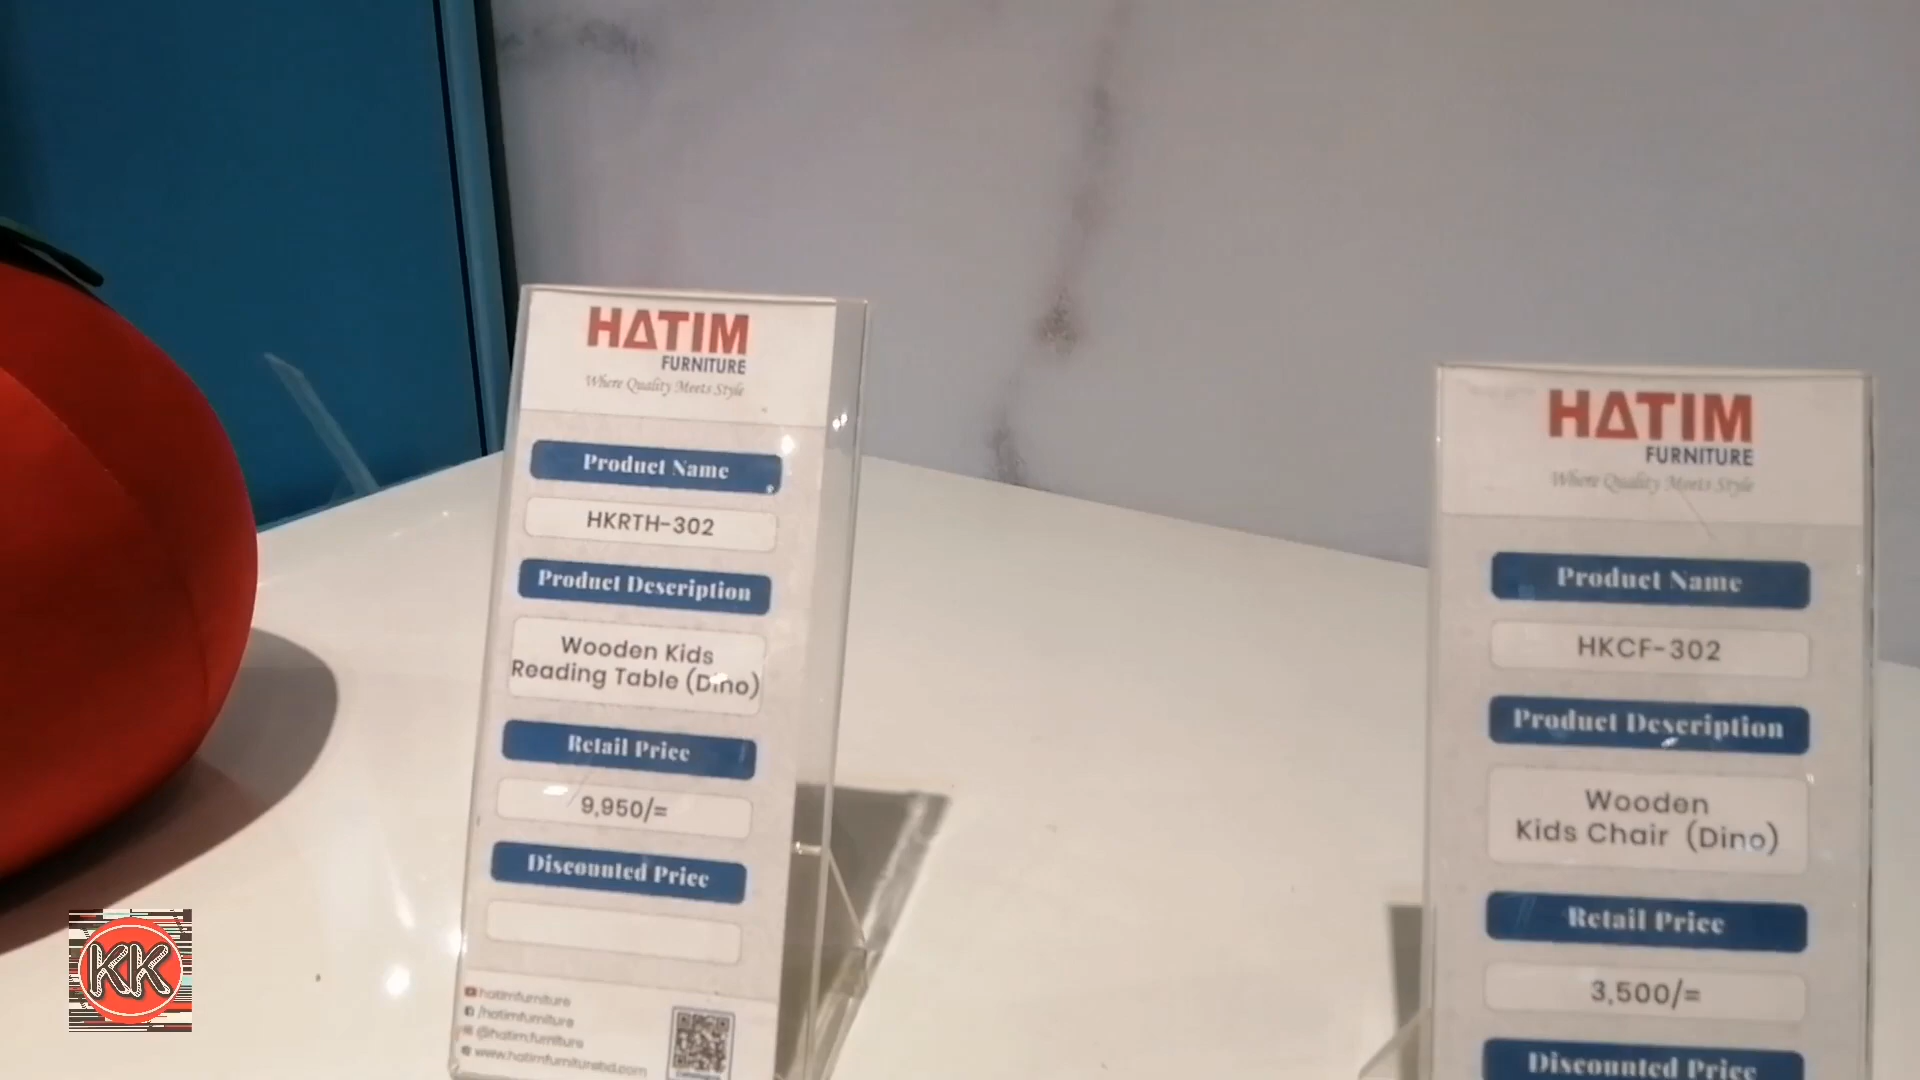 HATIM
FURNITURE
Where Quality Meets Style
Product Name
HKRTH-302
Product Description
Wooden Kids
Reading Table (Dino)
Retail Price
9,950/=
Discounted Price
hatimfurniture
/hatimfurniture
@hatim.furniture
www.hatimfurniturebd.com
HATIM
FURNITURE
Where Quality Meets Style
Product Name
HKCF-302
Product Description
Wooden
Kids Chair (Dino)
Retail Price
3,500/=
Discounted Price
KK